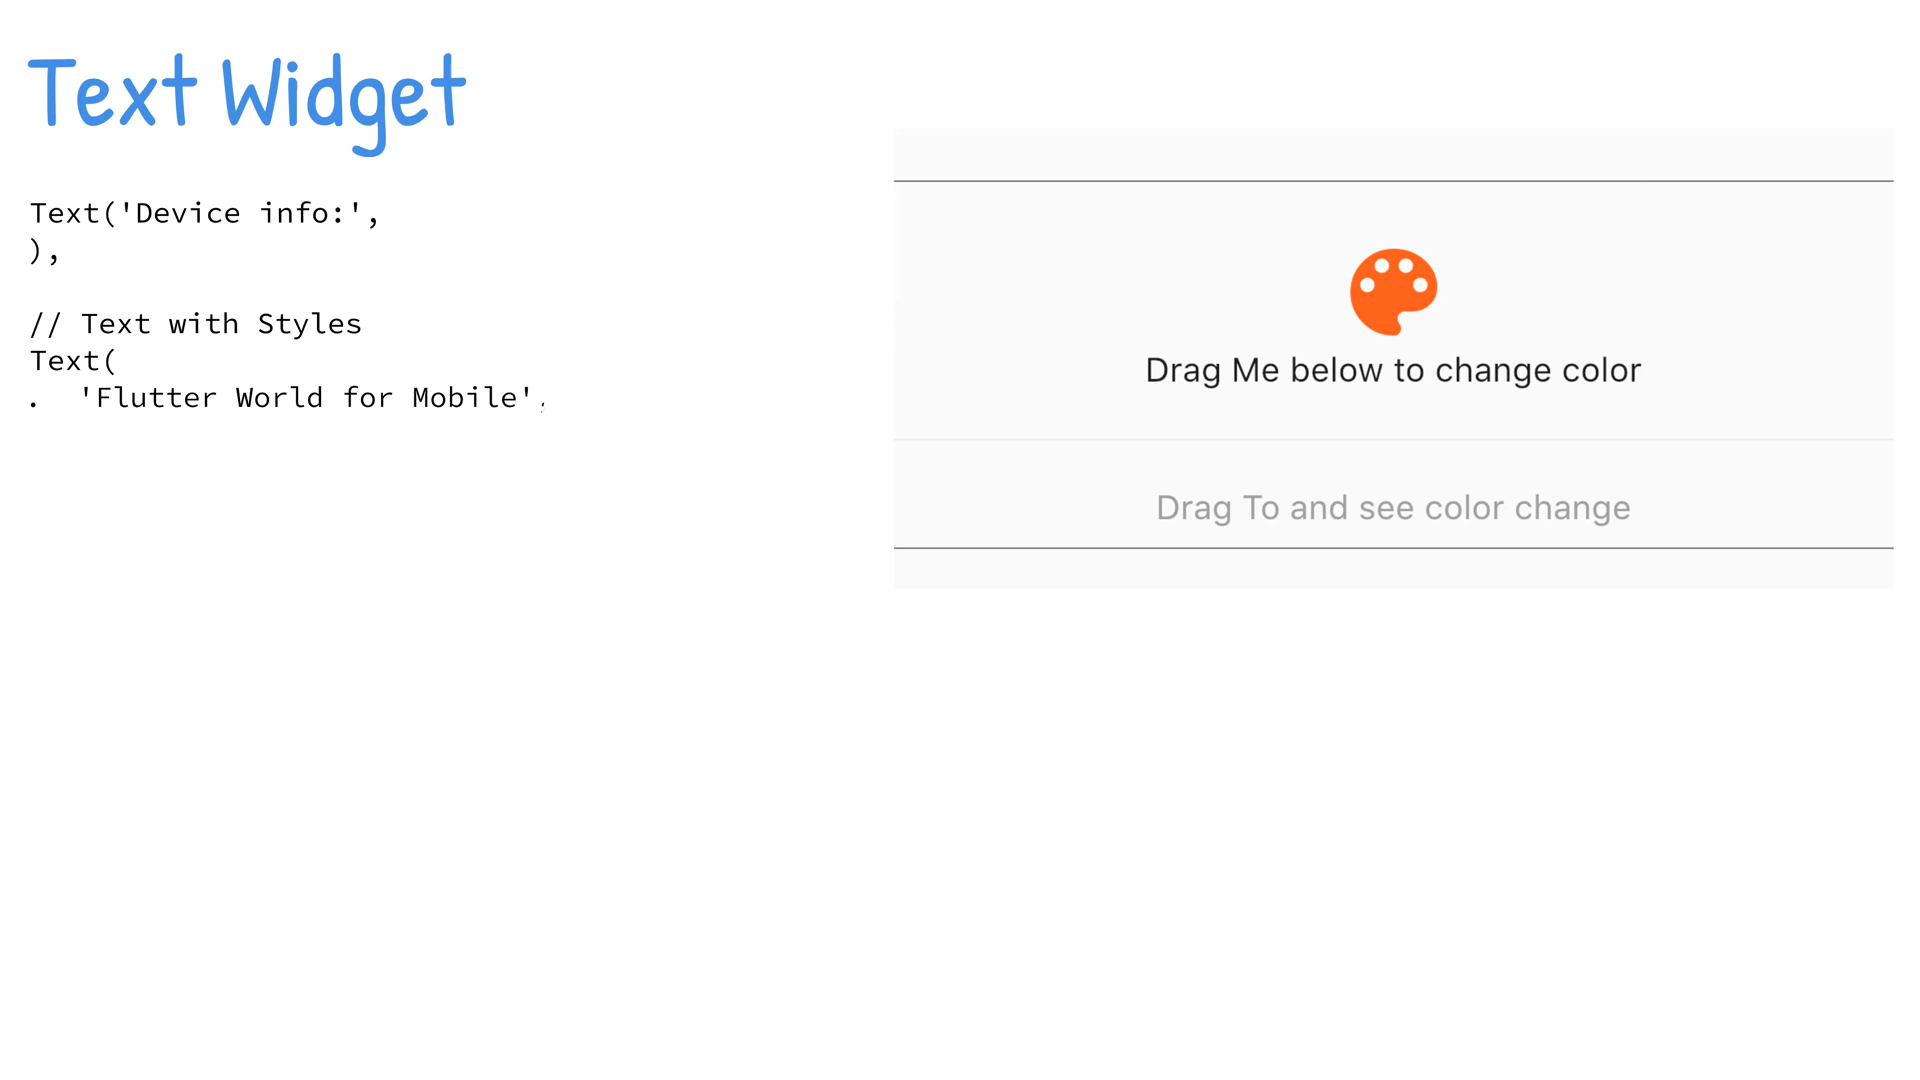 Text Widget
Text('Device info:',
),
// Text with Styles
Text(
.  'Flutter World for Mobile',
Drag Me below to change color
Drag To and see color change